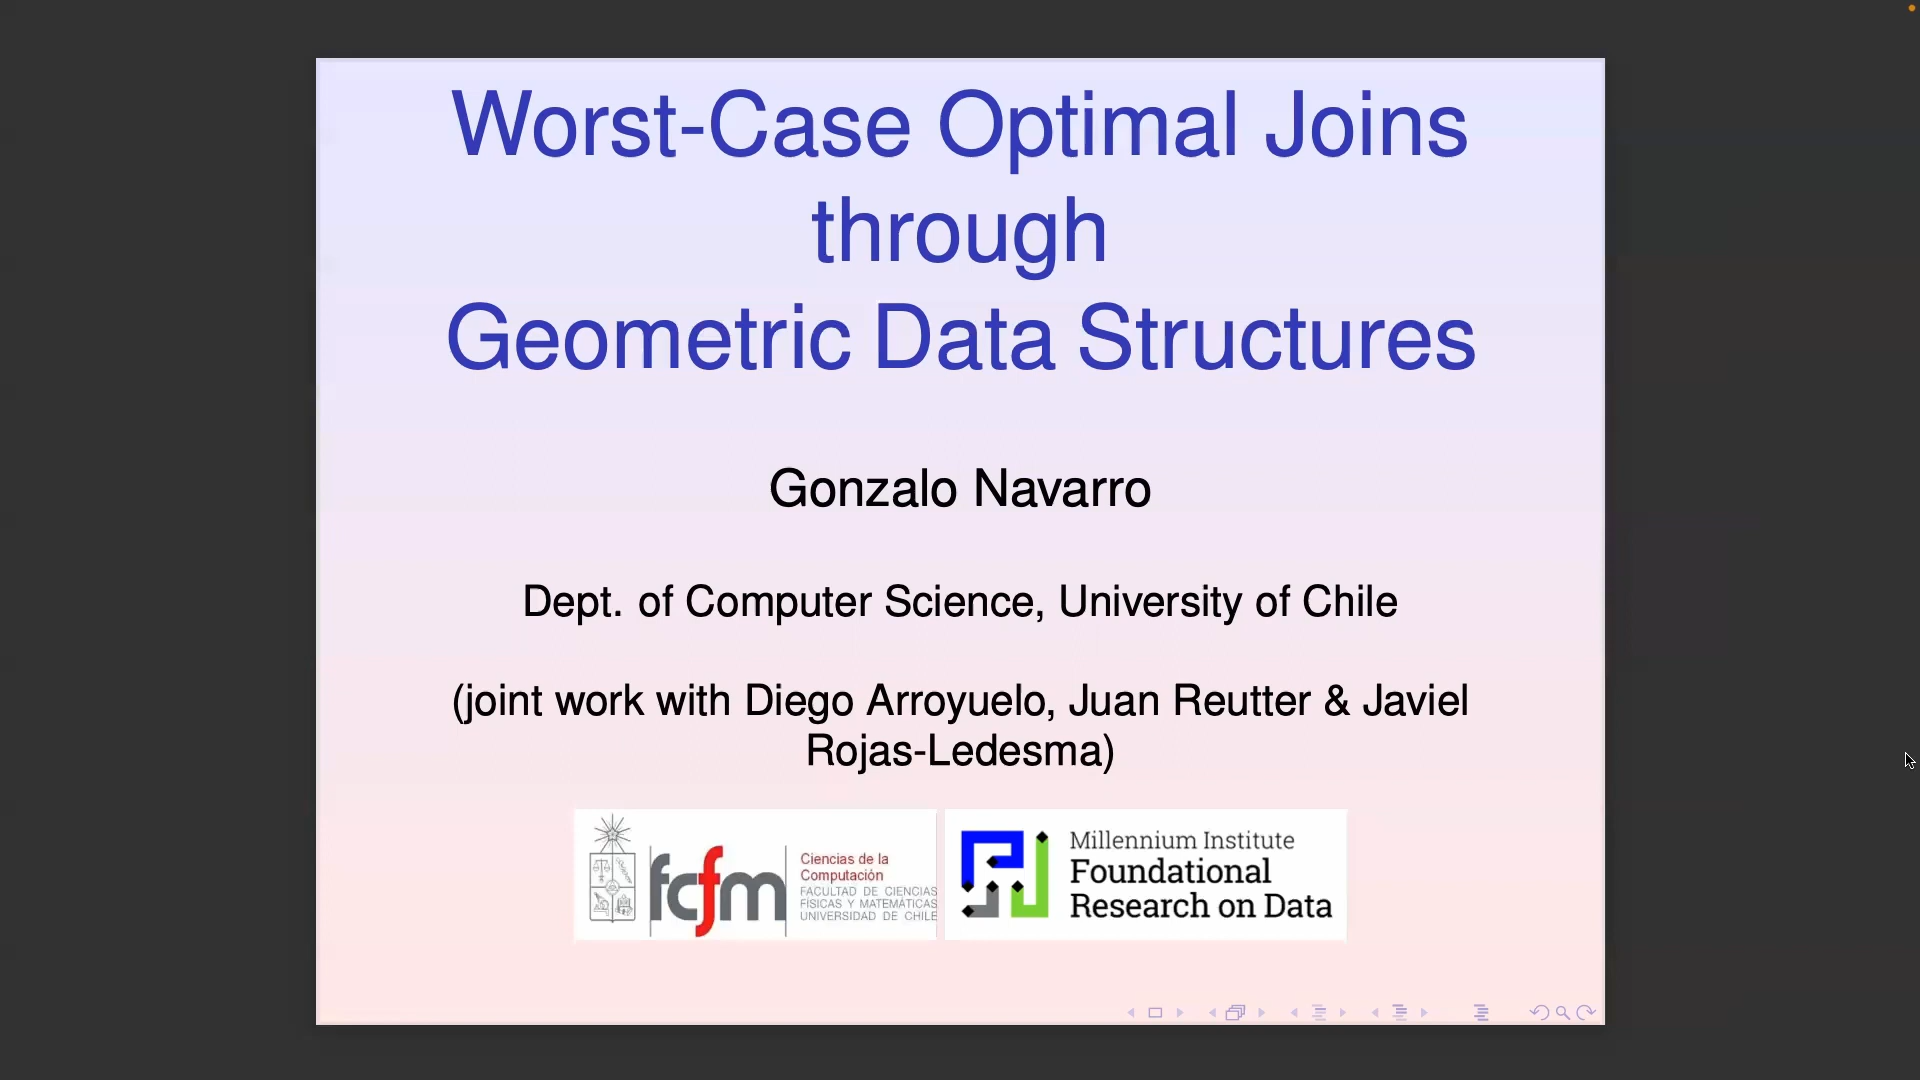 Worst-Case Optimal Joins
through
Geometric Data Structures
Gonzalo Navarro
Dept. of Computer Science, University of Chile
(joint work with Diego Arroyuelo, Juan Reutter & Javiel
Rojas-Ledesma)
fcfm
Ciencias de la
Computación
FACULTAD DE CIENCIAS
FÍSICAS Y MATEMÁTICAS
UNIVERSIDAD DE CHILE
Millennium Institute
Foundational
Research on Data